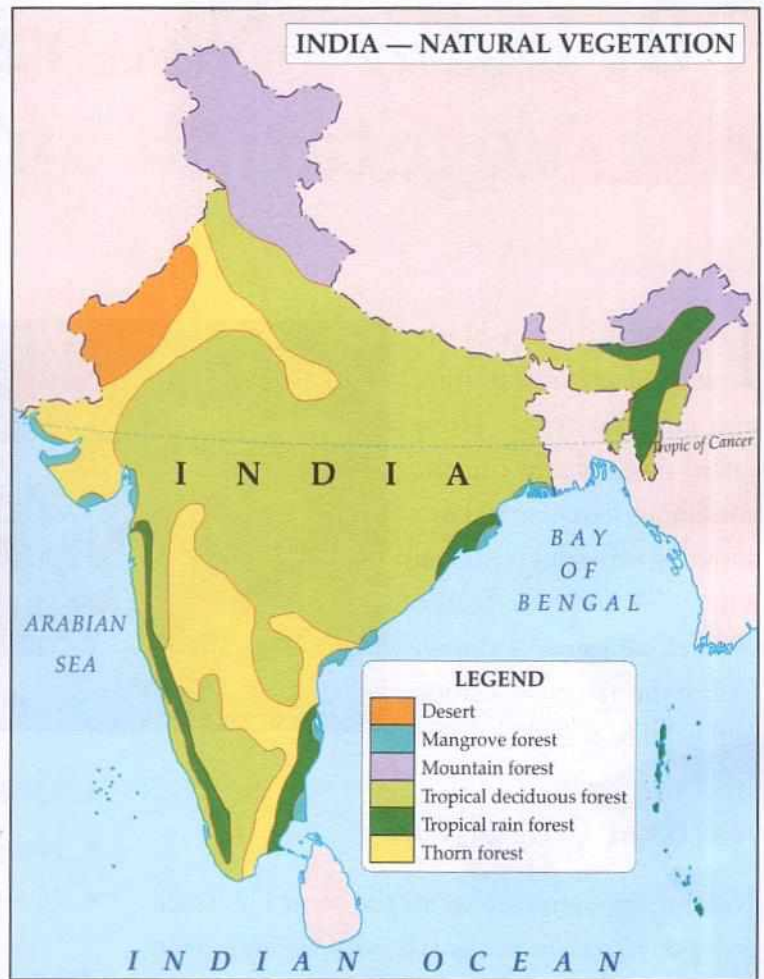 INDIA — NATURAL VEGETATION
Tropic of Cancer
I N D I A
BAY
OF
BENGAL
ARABIAN
SEA
LEGEND
Desert
Mangrove forest
Mountain forest
Tropical deciduous forest
Tropical rain forest
Thorn forest
INDIAN OCEAN